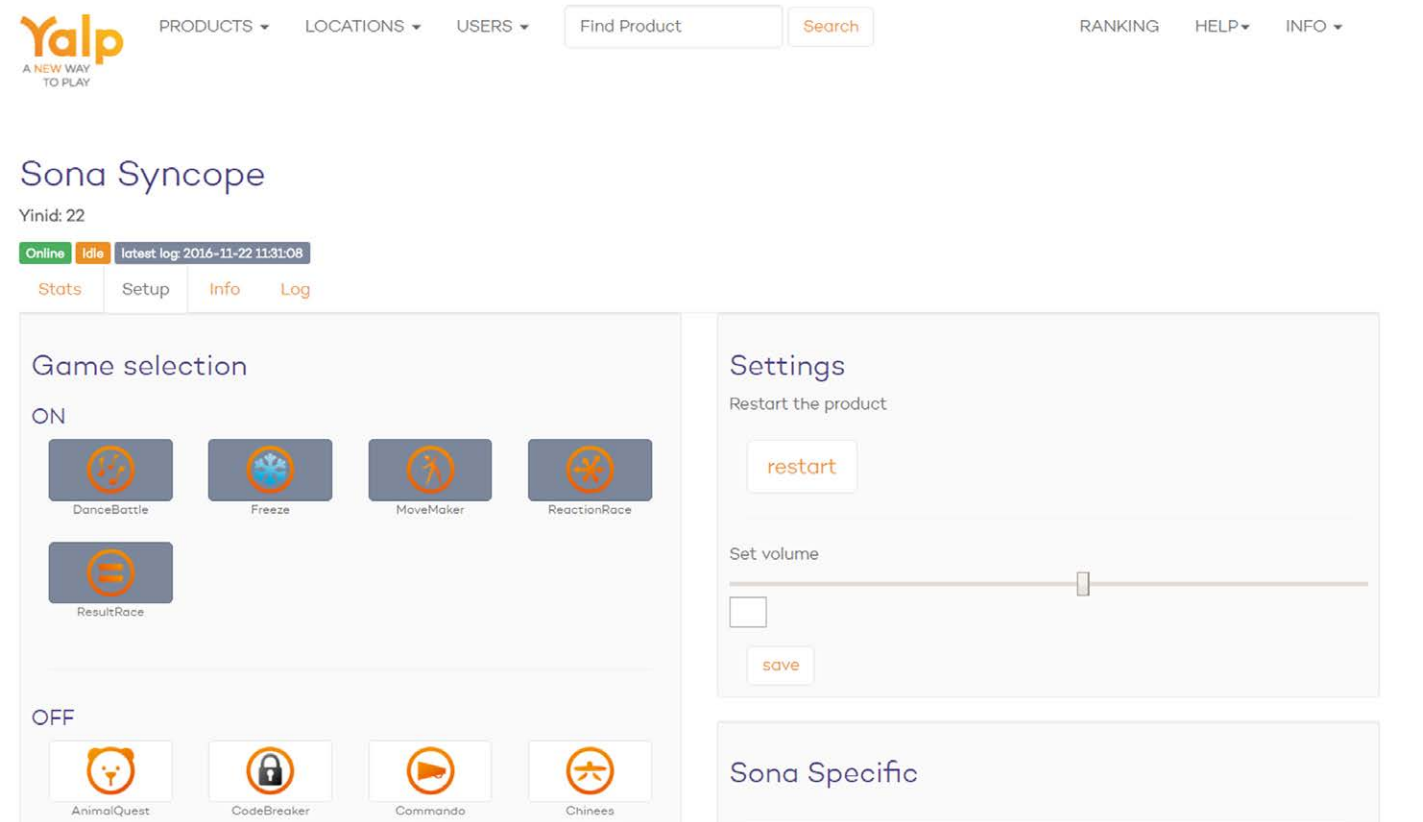 Yalp
A NEW WAY
TO PLAY
PRODUCTS
LOCATIONS
USERS
Find Product
Search
RANKING
HELP
INFO
Sona Syncope
Yinid: 22
Online Idle latest log: 2016-11-22 11:31:08
Stats Setup Info Log
Game selection
ON
DanceBattle Freeze MoveMaker ReactionRace
ResultRace
OFF
AnimalQuest CodeBreaker Commando Chinees
Settings
Restart the product
restart
Set volume
save
Sona Specific